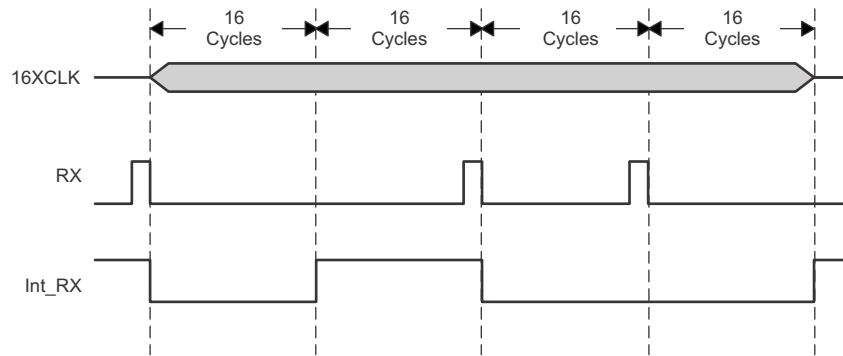 16 16 16 16
Cycles Cycles Cycles Cycles
16XCLK
RX
Int_RX